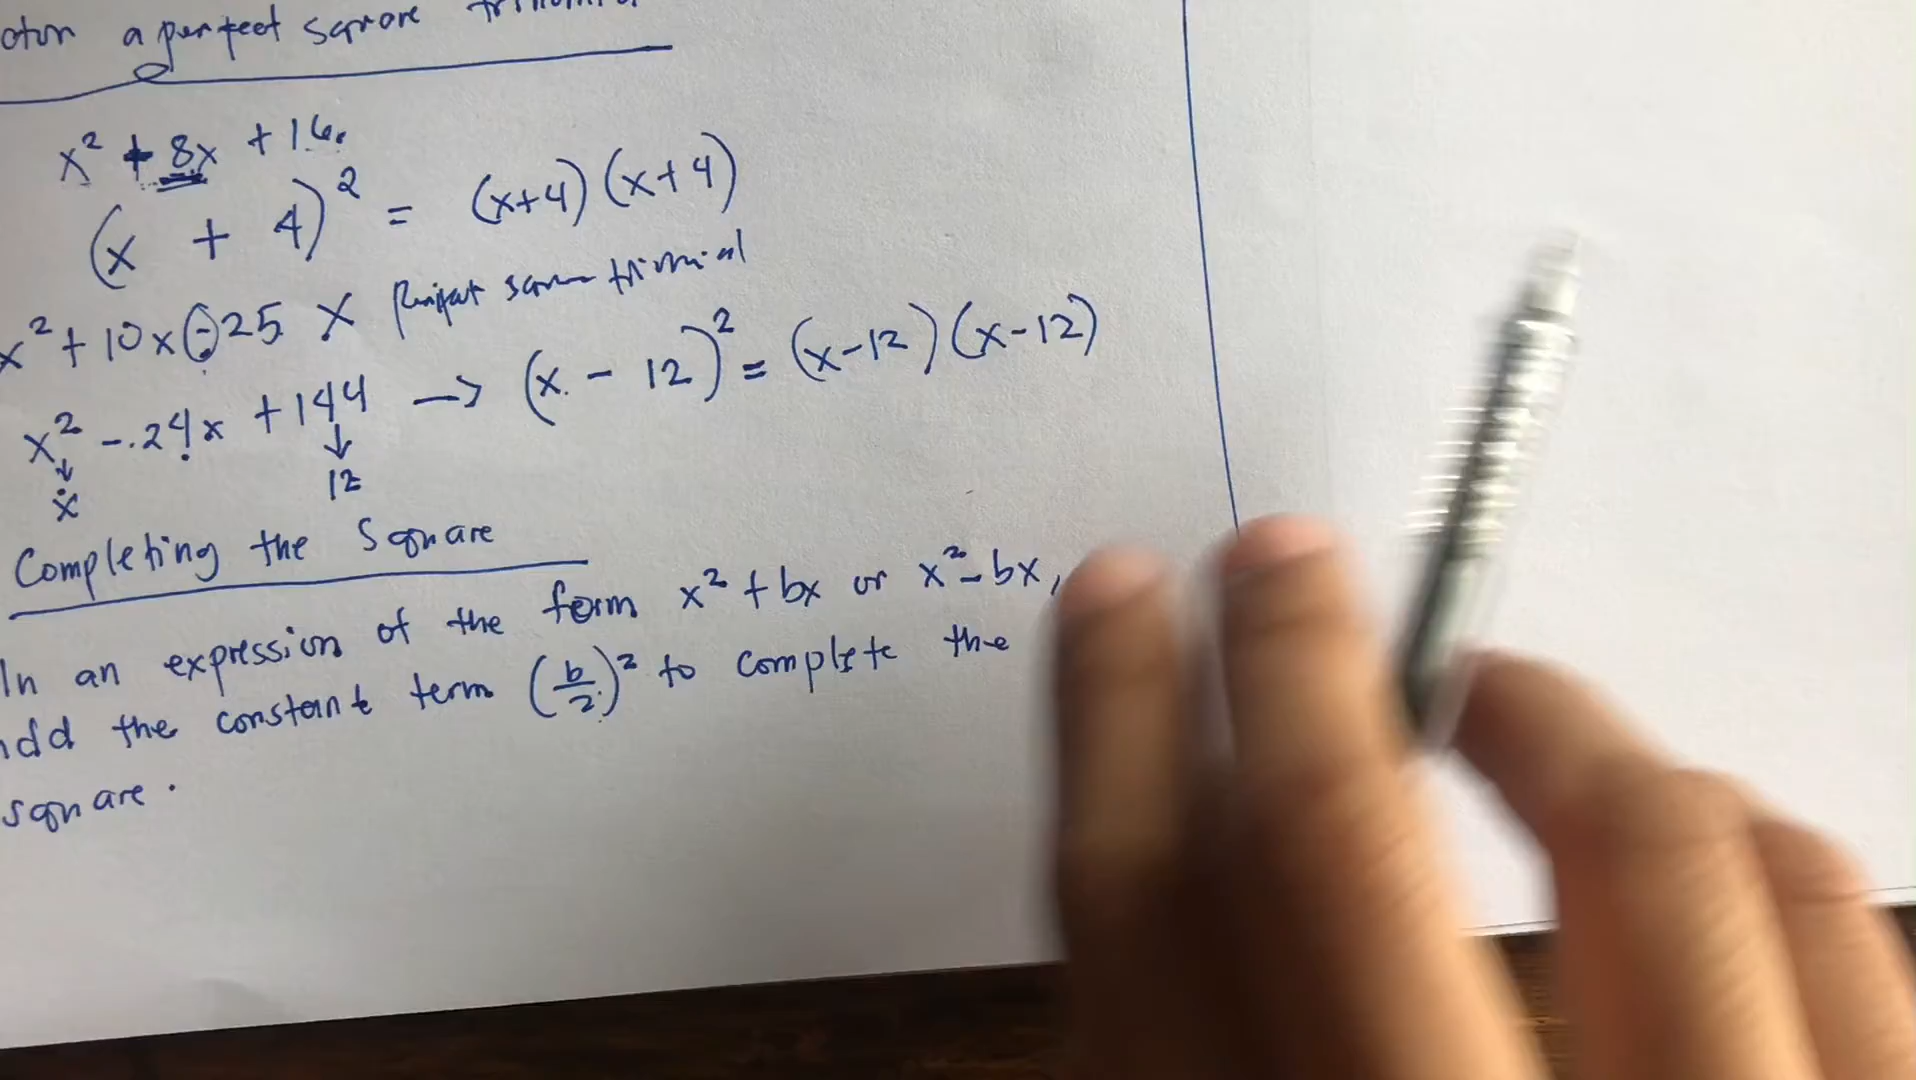 a perfect square
x² + 8x + 16
(x + 4)² = (x+4)(x+4)
x² + 10x - 25 X Perfect square trinomial
x² - 24x + 144 → (x - 12)² = (x-12)(x-12)
↓ ↓
x 12
Completing the Square
In an expression of the form x² + bx or x² - bx,
the constant term (b/2)² to complete the
square.